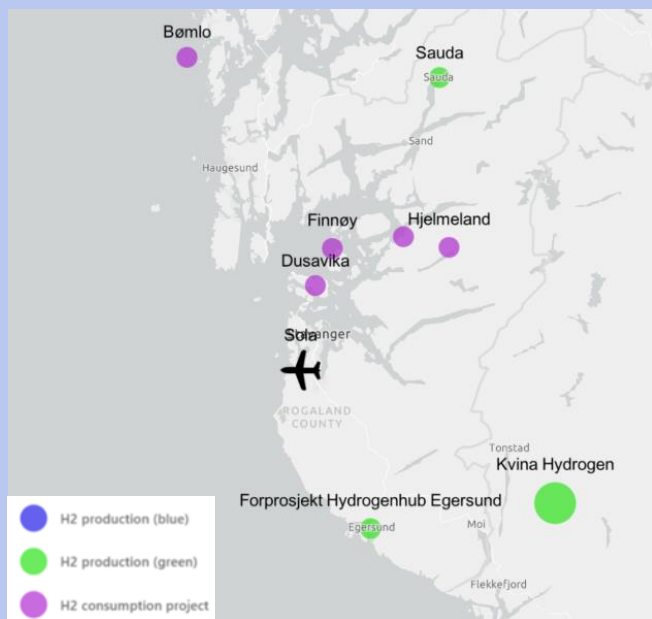 Bømlo
Sauda
Sauda
Sand
Haugesund
Finnøy
Hjelmeland
Dusavika
Sola
Stavanger
ROGALAND
COUNTY
Tonstad
Kvina Hydrogen
Forprosjekt Hydrogenhub Egersund
Egersund
Moi
Flekkefjord
H2 production (blue)
H2 production (green)
H2 consumption project